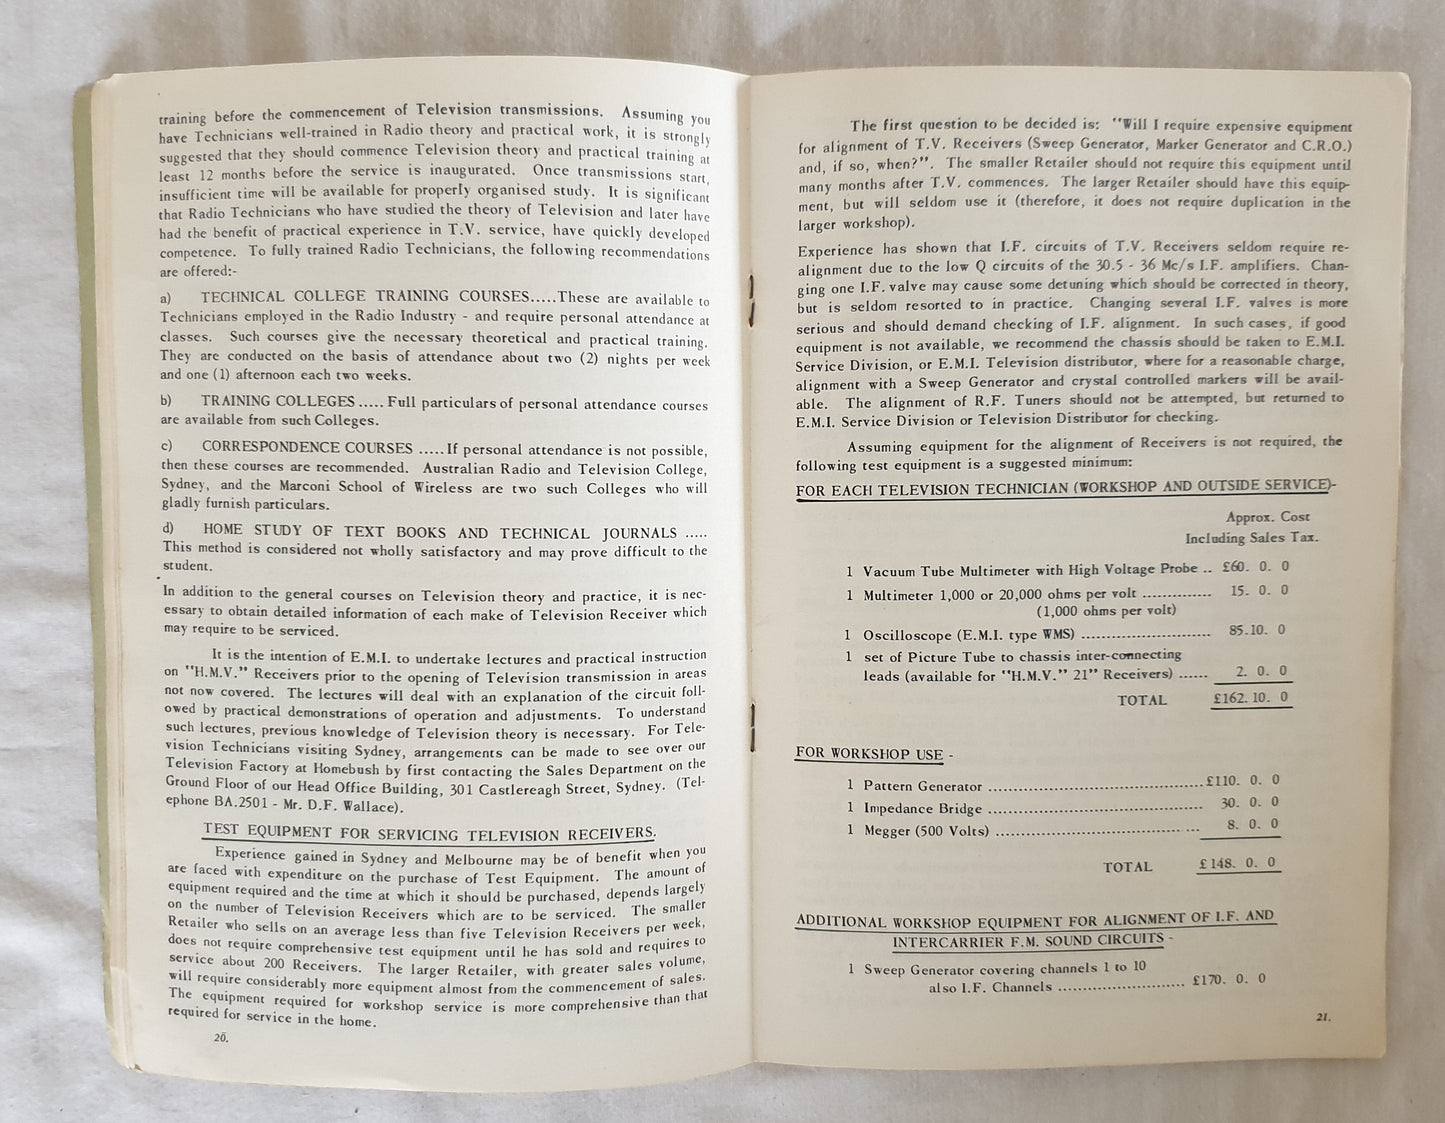 training before the commencement of Television transmissions. Assuming you
have Technicians well-trained in Radio theory and practical work, it is strongly
suggested that they should commence Television theory and practical training at
least 12 months before the service is inaugurated. Once transmissions start,
insufficient time will be available for properly organised study. It is significant
that Radio Technicians who have studied the theory of Television and later have
had the benefit of practical experience in T.V. service, have quickly developed
competence. To fully trained Radio Technicians, the following recommendations
are offered:-
a) TECHNICAL COLLEGE TRAINING COURSES.....These are available to
Technicians employed in the Radio Industry - and require personal attendance at
classes. Such courses give the necessary theoretical and practical training.
They are conducted on the basis of attendance about two (2) nights per week
and one (1) afternoon each two weeks.
b) TRAINING COLLEGES ..... Full particulars of personal attendance courses
are available from such Colleges.
c) CORRESPONDENCE COURSES .....If personal attendance is not possible,
then these courses are recommended. Australian Radio and Television College,
Sydney, and the Marconi School of Wireless are two such Colleges who will
gladly furnish particulars.
d) HOME STUDY OF TEXT BOOKS AND TECHNICAL JOURNALS .....
This method is considered not wholly satisfactory and may prove difficult to the
student.
In addition to the general courses on Television theory and practice, it is nec-
essary to obtain detailed information of each make of Television Receiver which
may require to be serviced.
It is the intention of E.M.I. to undertake lectures and practical instruction
on "H.M.V." Receivers prior to the opening of Television transmission in areas
not now covered. The lectures will deal with an explanation of the circuit foll-
owed by practical demonstrations of operation and adjustments. To understand
such lectures, previous knowledge of Television theory is necessary. For Tele-
vision Technicians visiting Sydney, arrangements can be made to see over our
Television Factory at Homebush by first contacting the Sales Department on the
Ground Floor of our Head Office Building, 301 Castlereagh Street, Sydney. (Tel-
ephone BA.2501 - Mr. D.F. Wallace).
TEST EQUIPMENT FOR SERVICING TELEVISION RECEIVERS.
Experience gained in Sydney and Melbourne may be of benefit when you
are faced with expenditure on the purchase of Test Equipment. The amount of
equipment required and the time at which it should be purchased, depends largely
on the number of Television Receivers which are to be serviced. The smaller
Retailer who sells on an average less than five Television Receivers per week,
does not require comprehensive test equipment until he has sold and requires to
service about 200 Receivers. The larger Retailer, with greater sales volume,
will require considerably more equipment almost from the commencement of sales.
The equipment required for workshop service is more comprehensive than that
required for service in the home.
20.
The first question to be decided is: "Will I require expensive equipment
for alignment of T.V. Receivers (Sweep Generator, Marker Generator and C.R.O.)
and, if so, when?". The smaller Retailer should not require this equipment until
many months after T.V. commences. The larger Retailer should have this equip-
ment, but will seldom use it (therefore, it does not require duplication in the
larger workshop).
Experience has shown that I.F. circuits of T.V. Receivers seldom require re-
alignment due to the low Q circuits of the 30.5 - 36 Mc/s I.F. amplifiers. Chan-
ging one I.F. valve may cause some detuning which should be corrected in theory,
but is seldom resorted to in practice. Changing several I.F. valves is more
serious and should demand checking of I.F. alignment. In such cases, if good
equipment is not available, we recommend the chassis should be taken to E.M.I.
Service Division, or E.M.I. Television distributor, where for a reasonable charge,
alignment with a Sweep Generator and crystal controlled markers will be avail-
able. The alignment of R.F. Tuners should not be attempted, but returned to
E.M.I. Service Division or Television Distributor for checking.
Assuming equipment for the alignment of Receivers is not required, the
following test equipment is a suggested minimum:
FOR EACH TELEVISION TECHNICIAN (WORKSHOP AND OUTSIDE SERVICE)-
Approx. Cost
Including Sales Tax.
1 Vacuum Tube Multimeter with High Voltage Probe .. £60. 0. 0
1 Multimeter 1,000 or 20,000 ohms per volt .............. 15. 0. 0
(1,000 ohms per volt)
1 Oscilloscope (E.M.I. type WMS) .......................... 85.10. 0
1 set of Picture Tube to chassis inter-connecting
leads (available for "H.M.V." 21" Receivers) ...... 2. 0. 0
TOTAL £162. 10. 0
FOR WORKSHOP USE -
1 Pattern Generator ...........................................£110. 0. 0
1 Impedance Bridge ........................................... 30. 0. 0
1 Megger (500 Volts) ......................................... 8. 0. 0
TOTAL £148. 0. 0
ADDITIONAL WORKSHOP EQUIPMENT FOR ALIGNMENT OF I.F. AND
INTERCARRIER F.M. SOUND CIRCUITS -
1 Sweep Generator covering channels 1 to 10
also I.F. Channels .......................... £170. 0. 0
21.